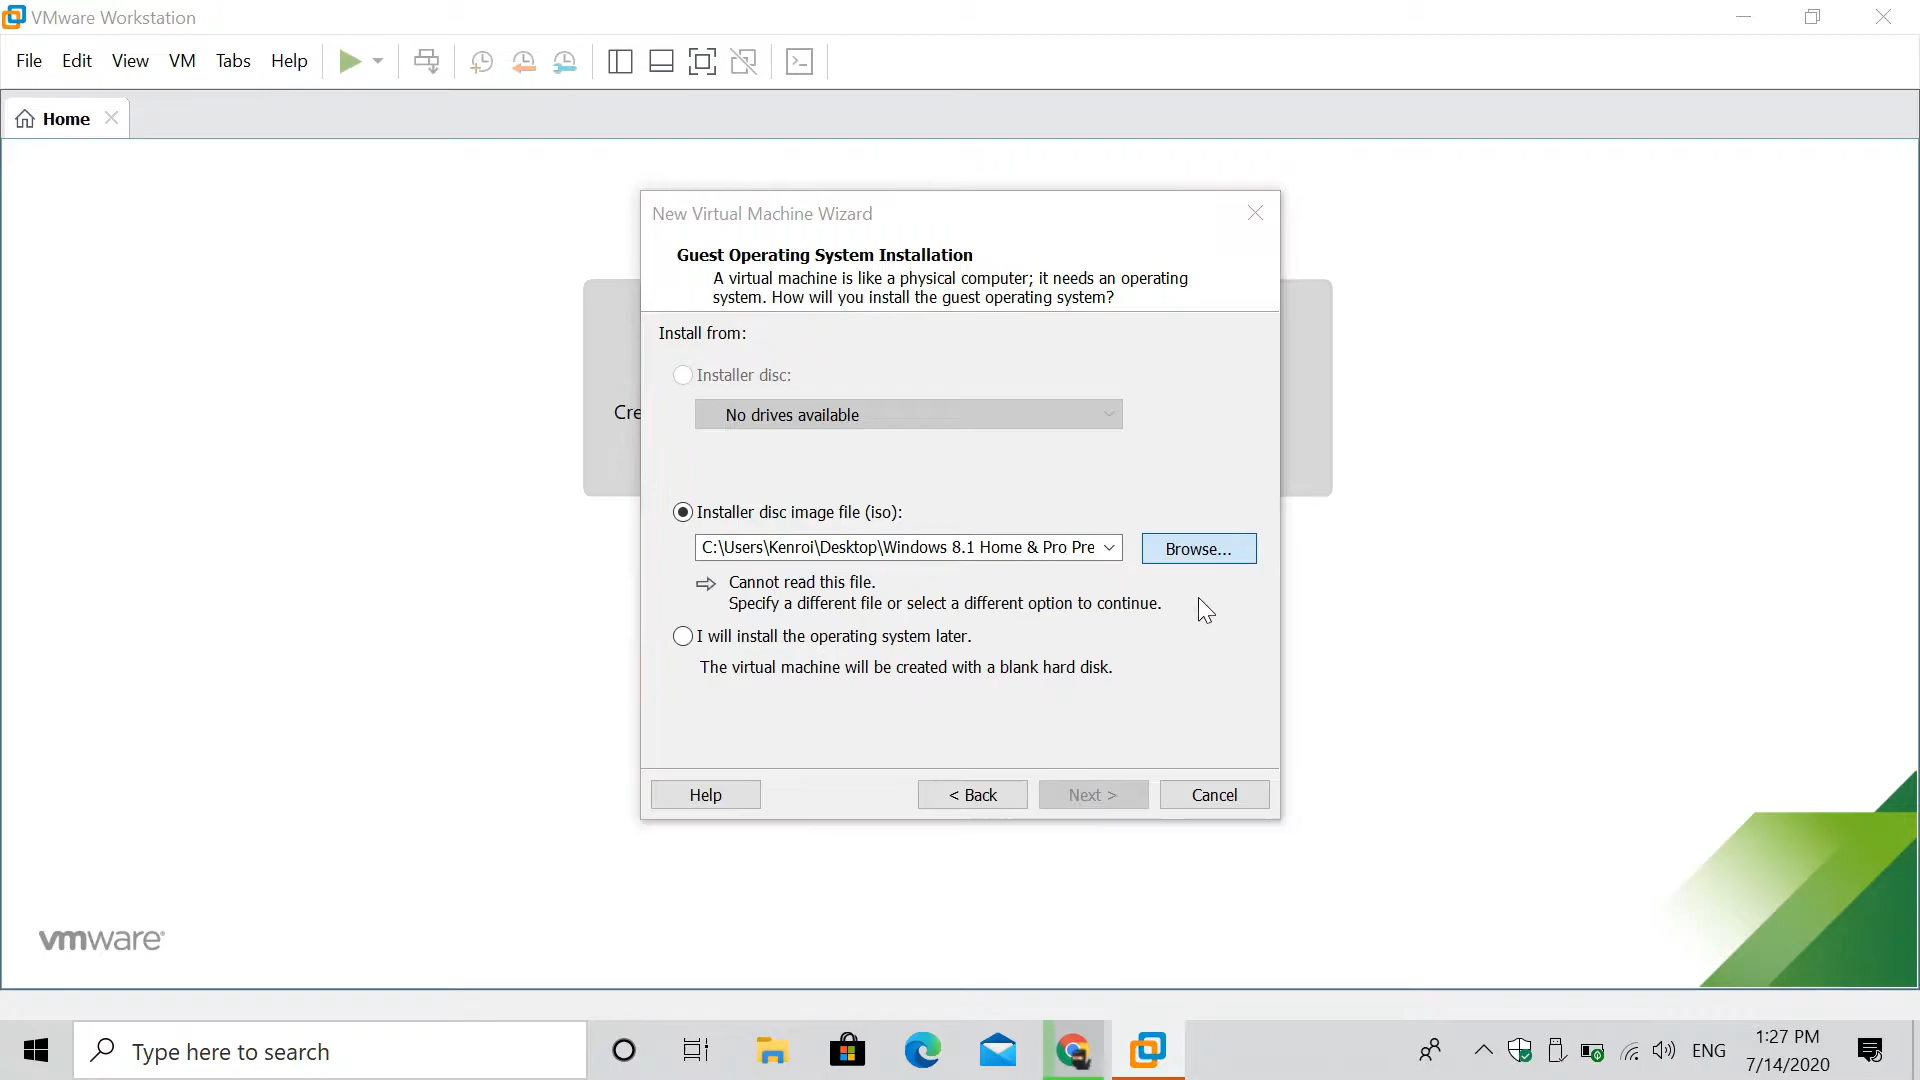 VMware Workstation
File Edit View VM Tabs Help
Home
New Virtual Machine Wizard
Guest Operating System Installation
A virtual machine is like a physical computer; it needs an operating
system. How will you install the guest operating system?
Install from:
Installer disc:
Cre
No drives available
Installer disc image file (iso):
C:\Users\Kenroi\Desktop\Windows 8.1 Home & Pro Pre
Browse...
Cannot read this file.
Specify a different file or select a different option to continue.
I will install the operating system later.
The virtual machine will be created with a blank hard disk.
Help < Back Next > Cancel
vmware
Type here to search
ENG
1:27 PM
7/14/2020